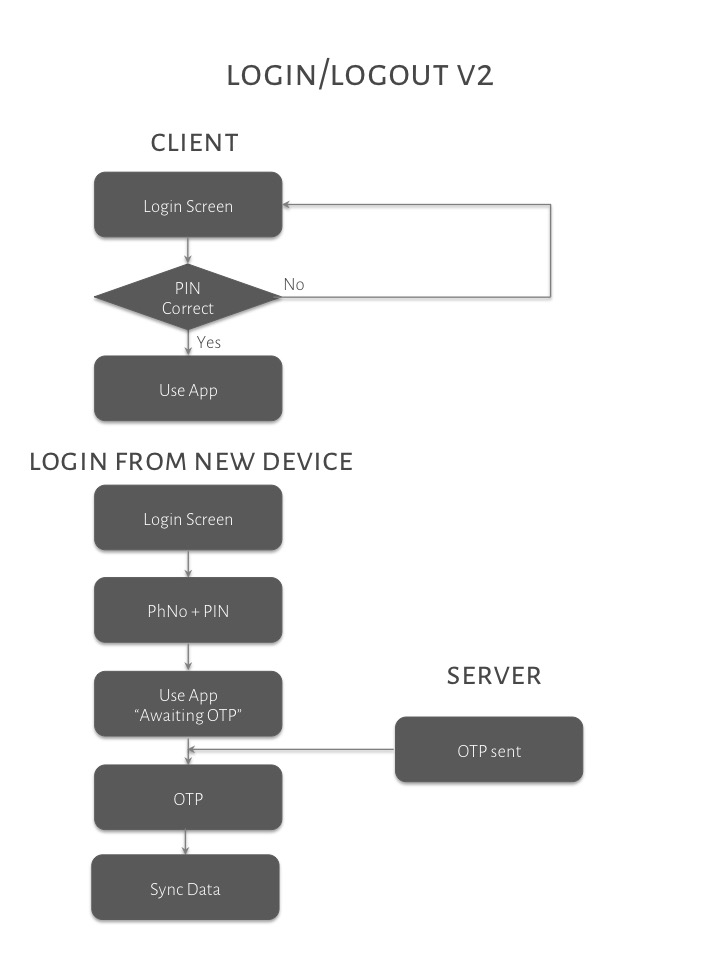 LOGIN/LOGOUT V2
CLIENT
Login Screen
PIN
Correct
No
Yes
Use App
LOGIN FROM NEW DEVICE
Login Screen
PhNo + PIN
Use App
“Awaiting OTP”
SERVER
OTP sent
OTP
Sync Data